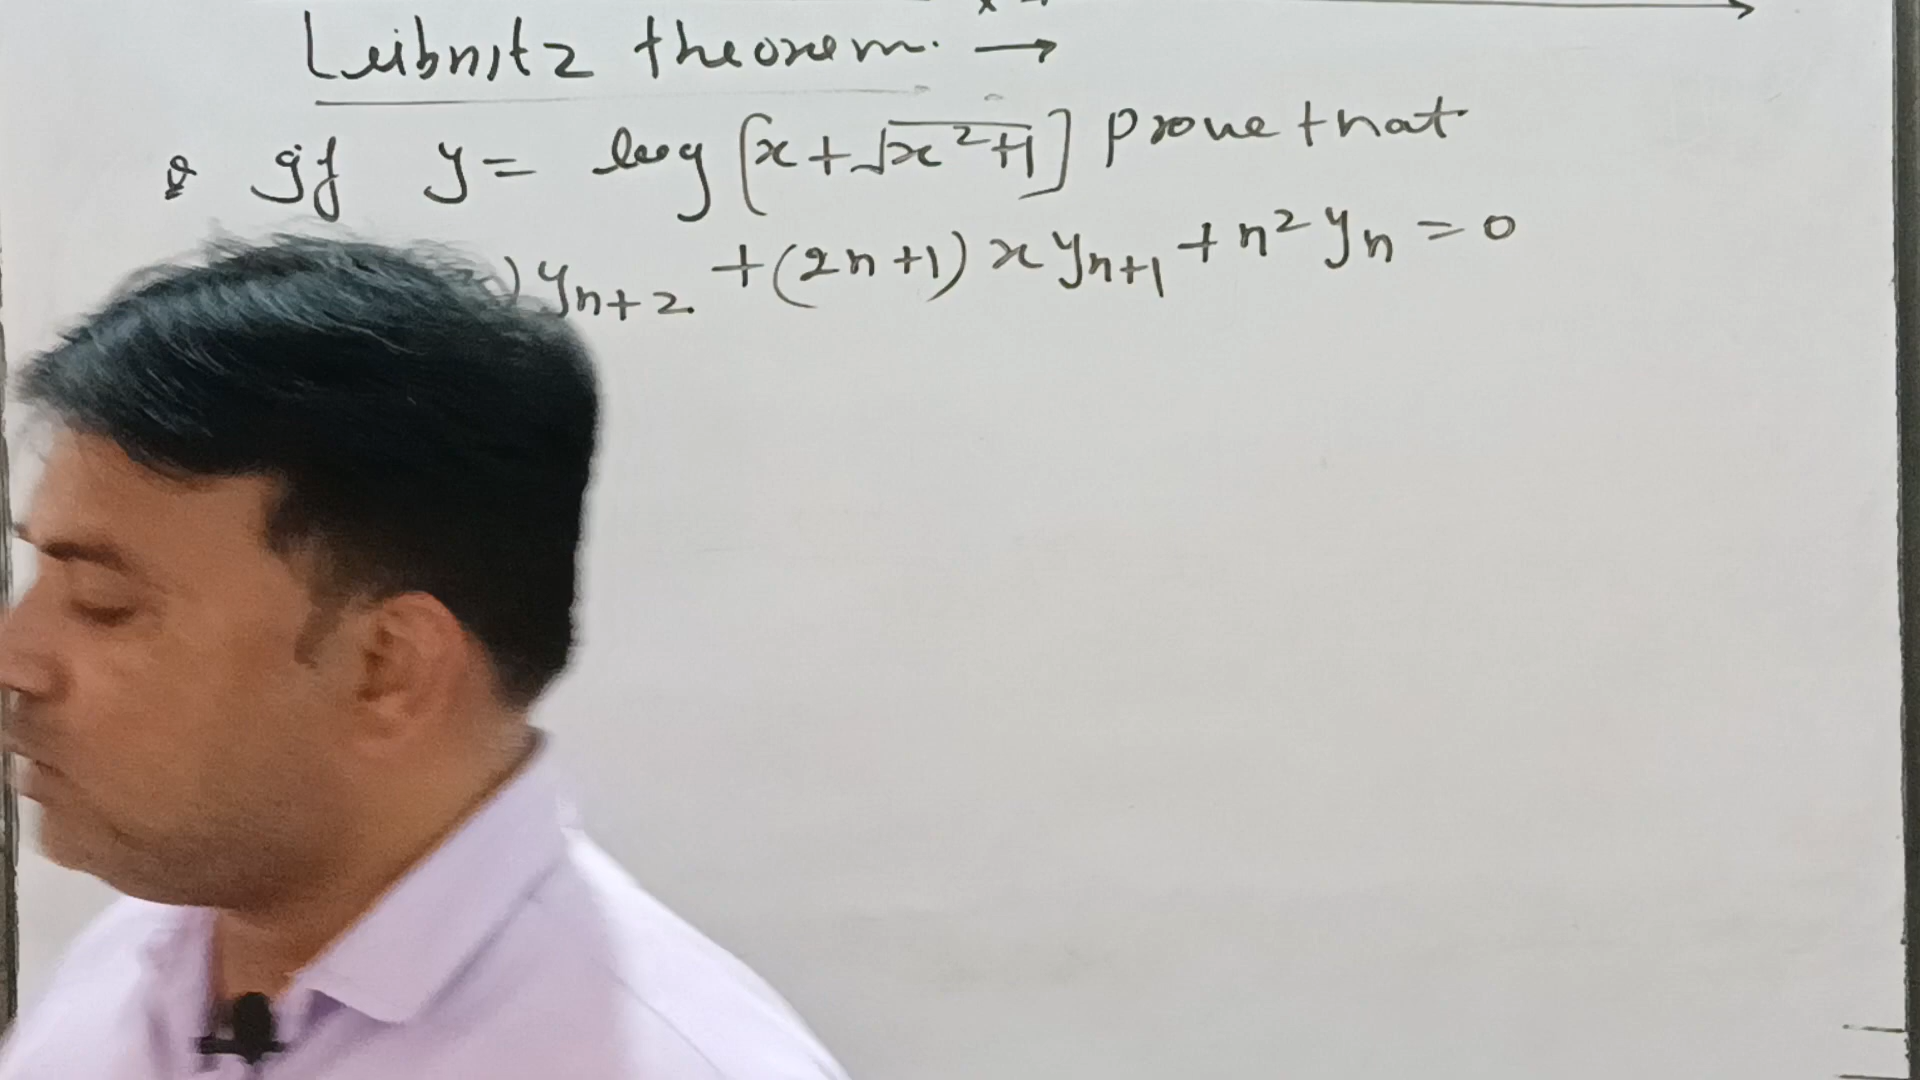 Leibnitz theorem. →
Q If y = log [x + √x²+1] prove that
) yn+2 + (2n+1) x yn+1 + n² yn = 0